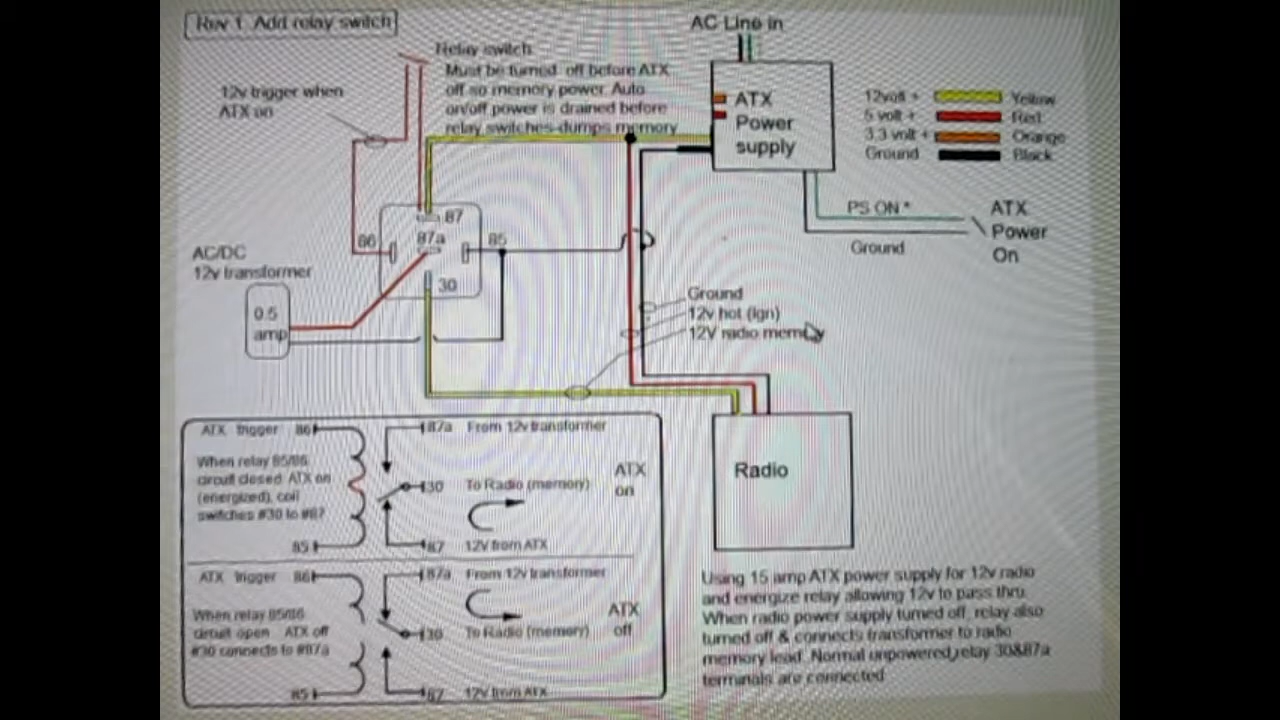 Rev 1 Add relay switch
Relay switch
Must be turned off before ATX
off so memory power. Auto
on/off power is drained before
relay switches-dumps memory
12v trigger when
ATX on
AC Line in
ATX
Power
supply
12volt + Yellow
5 volt + Red
3.3 volt + Orange
Ground Black
PS ON *
Ground
ATX
Power
On
87
87a
86
85
30
AC/DC
12v transformer
0.5
amp
Ground
12v hot (Ign)
12V radio memory
Radio
ATX trigger 86
87a From 12v transformer
When relay 85/86
circuit closed ATX on
(energized), coil
switches #30 to #87
30 To Radio (memory)
ATX
on
85
87 12V from ATX
ATX trigger 86
87a From 12v transformer
When relay 85/86
circuit open ATX off
#30 connects to #87a
30 To Radio (memory)
ATX
off
85
87 12V from ATX
Using 15 amp ATX power supply for 12v radio
and energize relay allowing 12v to pass thru.
When radio power supply turned off, relay also
turned off & connects transformer to radio
memory lead. Normal unpowered, relay 30&87a
terminals are connected